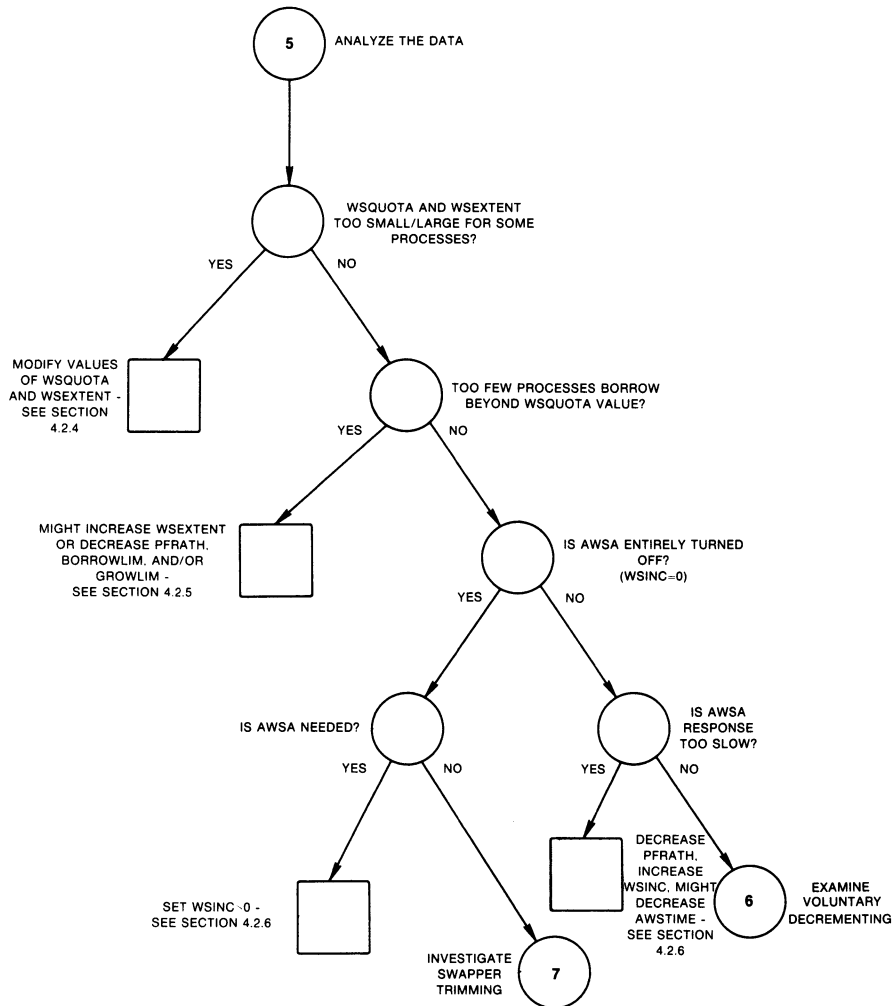 5
ANALYZE THE DATA
WSQUOTA AND WSEXTENT
TOO SMALL/LARGE FOR SOME
PROCESSES?
YES
NO
MODIFY VALUES
OF WSQUOTA
AND WSEXTENT -
SEE SECTION
4.2.4
TOO FEW PROCESSES BORROW
BEYOND WSQUOTA VALUE?
YES
NO
MIGHT INCREASE WSEXTENT
OR DECREASE PFRATH,
BORROWLIM, AND/OR
GROWLIM -
SEE SECTION 4.2.5
IS AWSA ENTIRELY TURNED
OFF?
(WSINC=0)
YES
NO
IS AWSA NEEDED?
YES
NO
IS AWSA
RESPONSE
TOO SLOW?
YES
NO
SET WSINC >0 -
SEE SECTION 4.2.6
INVESTIGATE
SWAPPER
TRIMMING
7
DECREASE
PFRATH,
INCREASE
WSINC, MIGHT
DECREASE
AWSTIME -
SEE SECTION
4.2.6
6
EXAMINE
VOLUNTARY
DECREMENTING